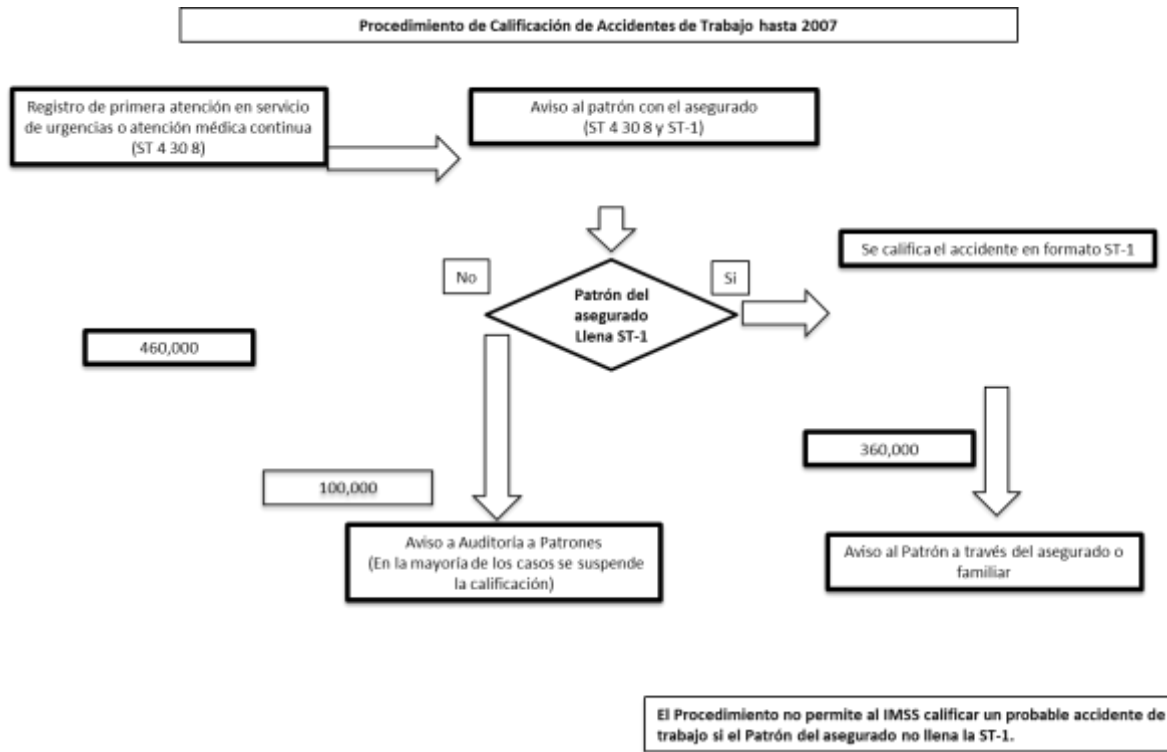 Procedimiento de Calificación de Accidentes de Trabajo hasta 2007
Registro de primera atención en servicio
de urgencias o atención médica continua
(ST 4 30 8)
Aviso al patrón con el asegurado
(ST 4 30 8 y ST-1)
Se califica el accidente en formato ST-1
No
Si
Patrón del
asegurado
Llena ST-1
460,000
360,000
100,000
Aviso a Auditoría a Patrones
(En la mayoría de los casos se suspende
la calificación)
Aviso al Patrón a través del asegurado o
familiar
El Procedimiento no permite al IMSS calificar un probable accidente de
trabajo si el Patrón del asegurado no llena la ST-1.